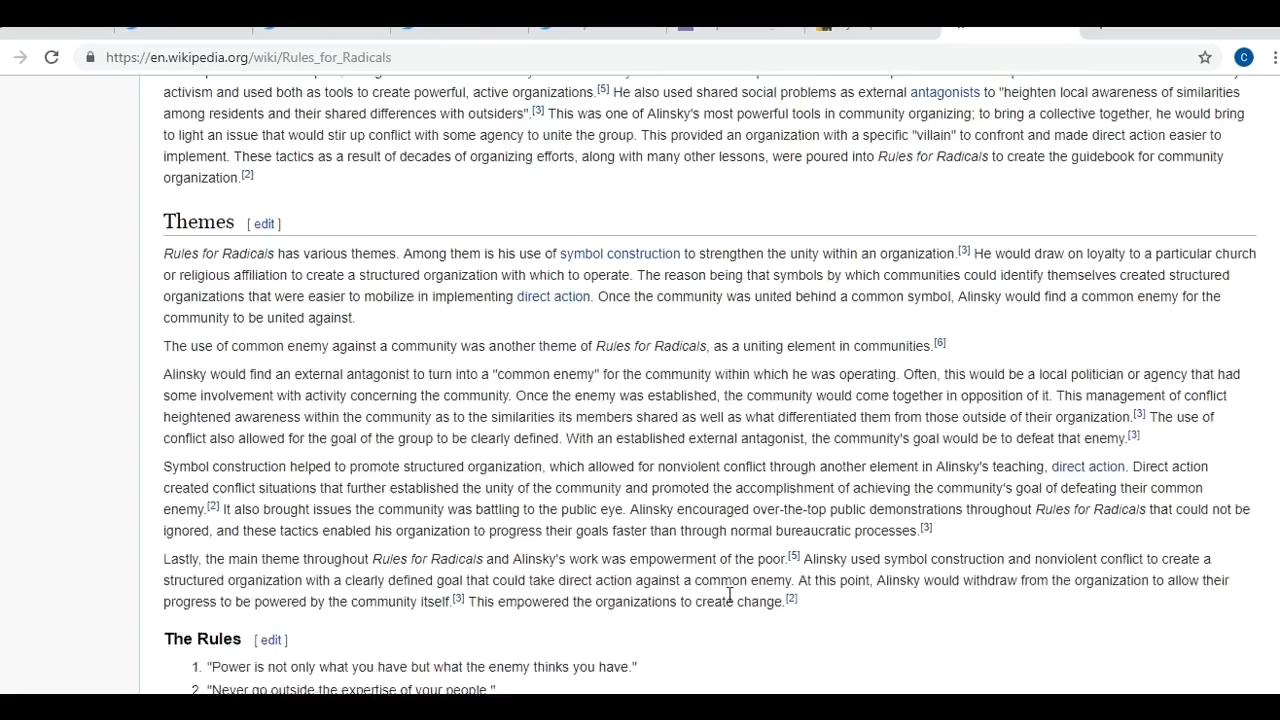 https://en.wikipedia.org/wiki/Rules_for_Radicals
C
activism and used both as tools to create powerful, active organizations.[5] He also used shared social problems as external antagonists to "heighten local awareness of similarities
among residents and their shared differences with outsiders".[3] This was one of Alinsky's most powerful tools in community organizing; to bring a collective together, he would bring
to light an issue that would stir up conflict with some agency to unite the group. This provided an organization with a specific "villain" to confront and made direct action easier to
implement. These tactics as a result of decades of organizing efforts, along with many other lessons, were poured into Rules for Radicals to create the guidebook for community
organization.[2]
Themes [ edit ]
Rules for Radicals has various themes. Among them is his use of symbol construction to strengthen the unity within an organization.[3] He would draw on loyalty to a particular church
or religious affiliation to create a structured organization with which to operate. The reason being that symbols by which communities could identify themselves created structured
organizations that were easier to mobilize in implementing direct action. Once the community was united behind a common symbol, Alinsky would find a common enemy for the
community to be united against.
The use of common enemy against a community was another theme of Rules for Radicals, as a uniting element in communities.[6]
Alinsky would find an external antagonist to turn into a "common enemy" for the community within which he was operating. Often, this would be a local politician or agency that had
some involvement with activity concerning the community. Once the enemy was established, the community would come together in opposition of it. This management of conflict
heightened awareness within the community as to the similarities its members shared as well as what differentiated them from those outside of their organization.[3] The use of
conflict also allowed for the goal of the group to be clearly defined. With an established external antagonist, the community's goal would be to defeat that enemy.[3]
Symbol construction helped to promote structured organization, which allowed for nonviolent conflict through another element in Alinsky's teaching, direct action. Direct action
created conflict situations that further established the unity of the community and promoted the accomplishment of achieving the community's goal of defeating their common
enemy.[2] It also brought issues the community was battling to the public eye. Alinsky encouraged over-the-top public demonstrations throughout Rules for Radicals that could not be
ignored, and these tactics enabled his organization to progress their goals faster than through normal bureaucratic processes.[3]
Lastly, the main theme throughout Rules for Radicals and Alinsky's work was empowerment of the poor.[5] Alinsky used symbol construction and nonviolent conflict to create a
structured organization with a clearly defined goal that could take direct action against a common enemy. At this point, Alinsky would withdraw from the organization to allow their
progress to be powered by the community itself.[3] This empowered the organizations to create change.[2]
The Rules [ edit ]
1. "Power is not only what you have but what the enemy thinks you have."
2. "Never go outside the expertise of your people."